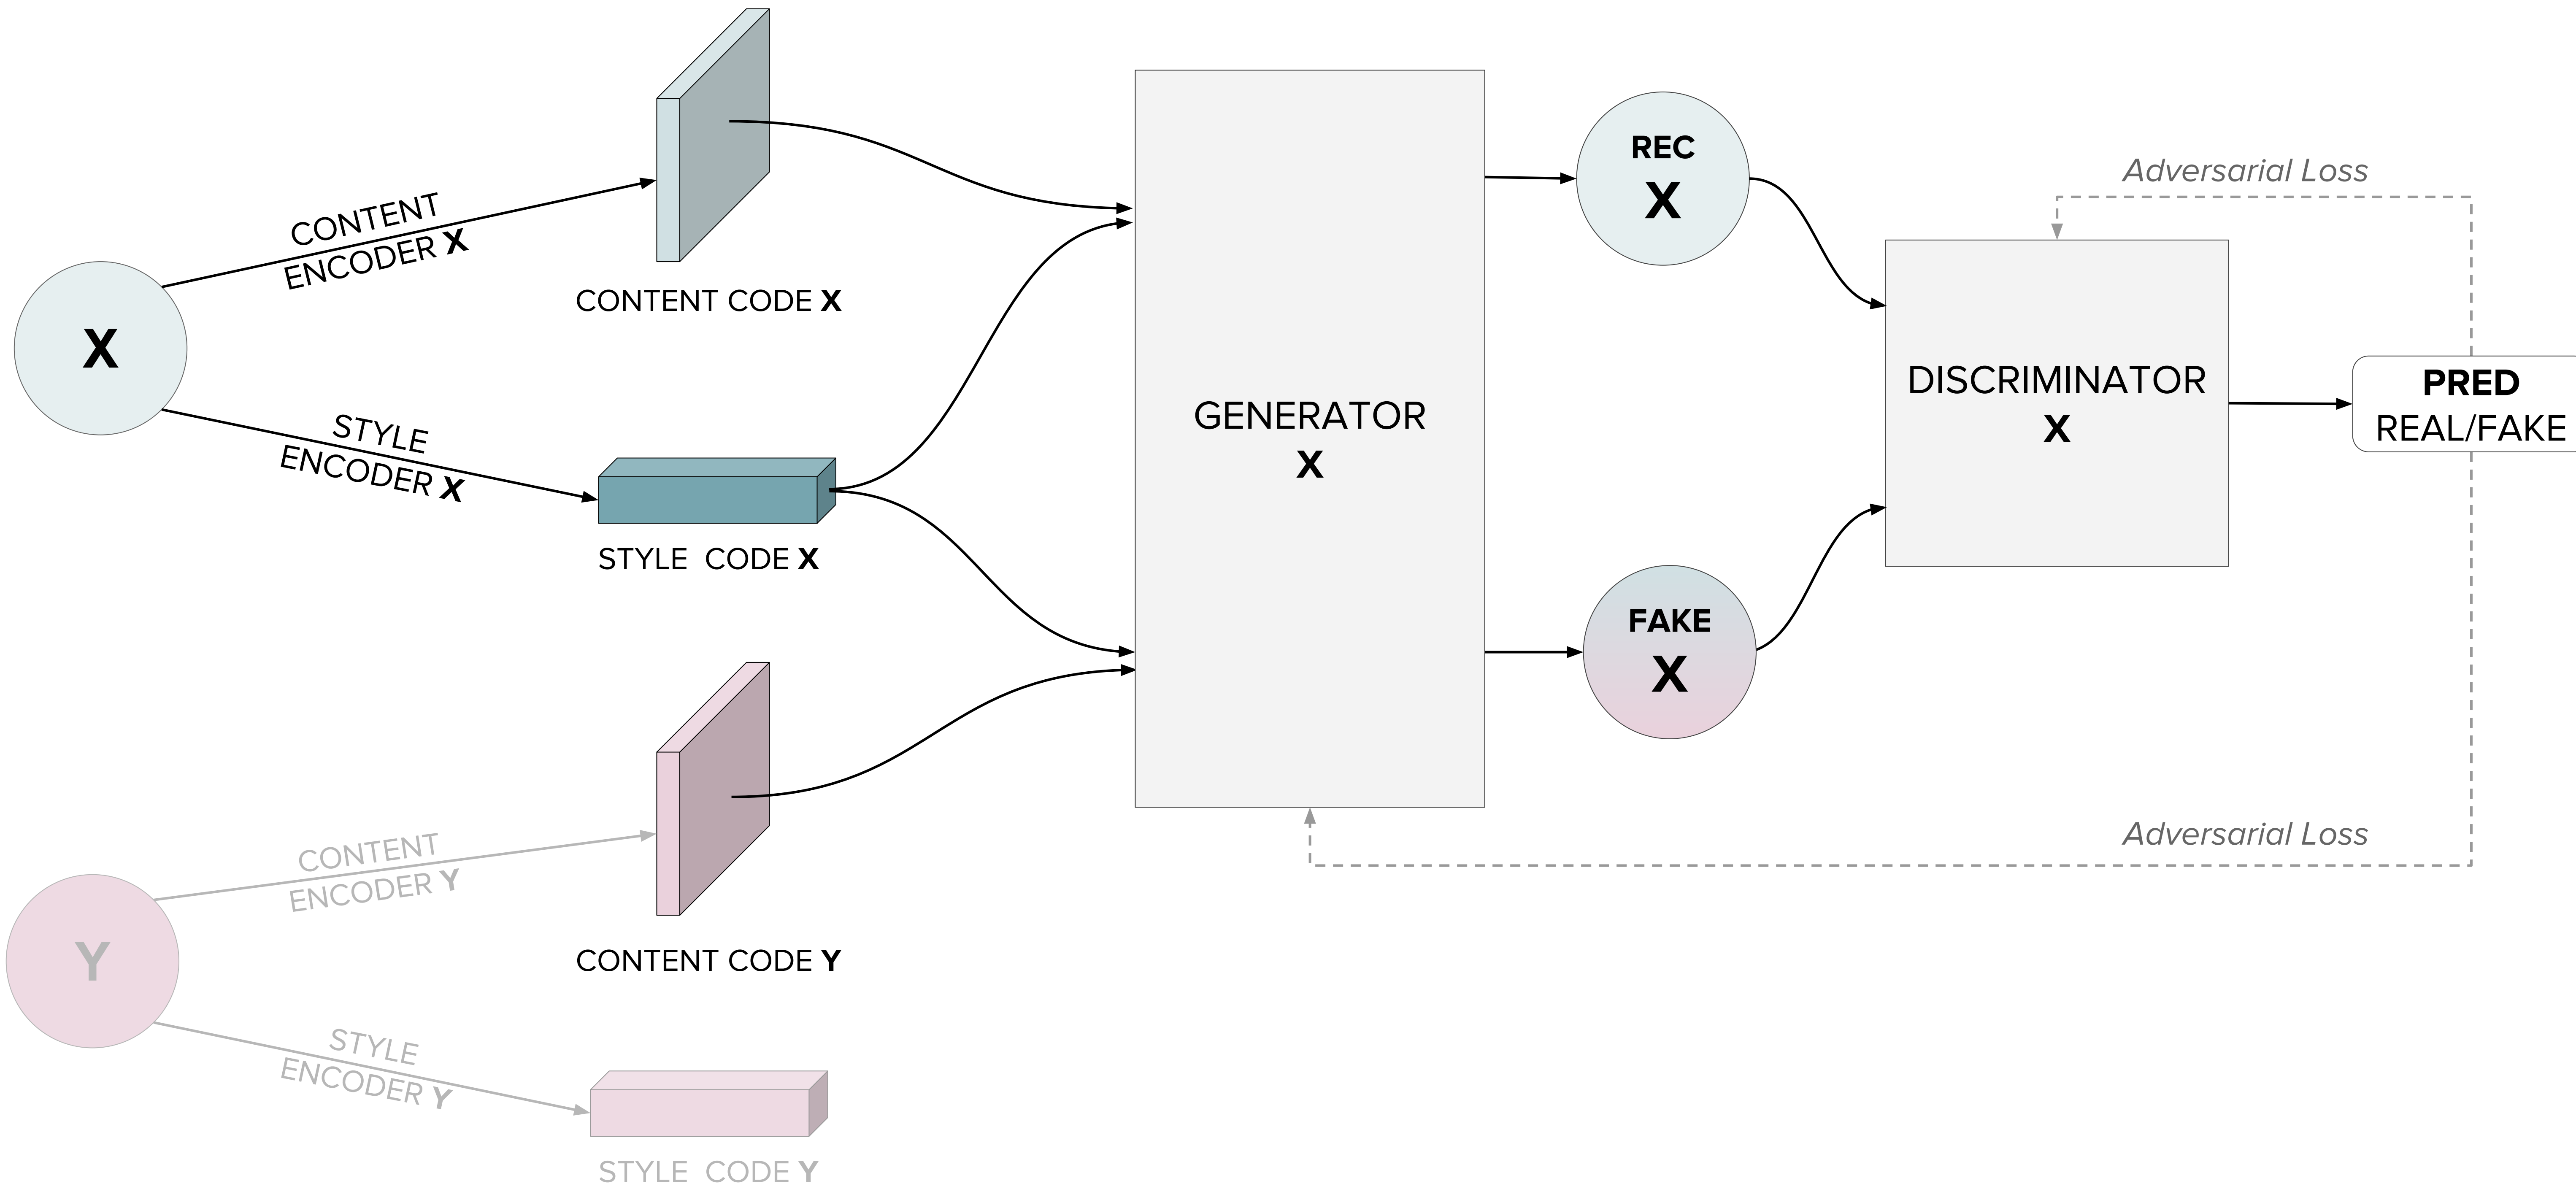 CONTENT
ENCODER X
CONTENT CODE X
X
STYLE
ENCODER X
STYLE CODE X
CONTENT
ENCODER Y
CONTENT CODE Y
Y
STYLE
ENCODER Y
STYLE CODE Y
GENERATOR
X
REC
X
FAKE
X
DISCRIMINATOR
X
Adversarial Loss
PRED
REAL/FAKE
Adversarial Loss